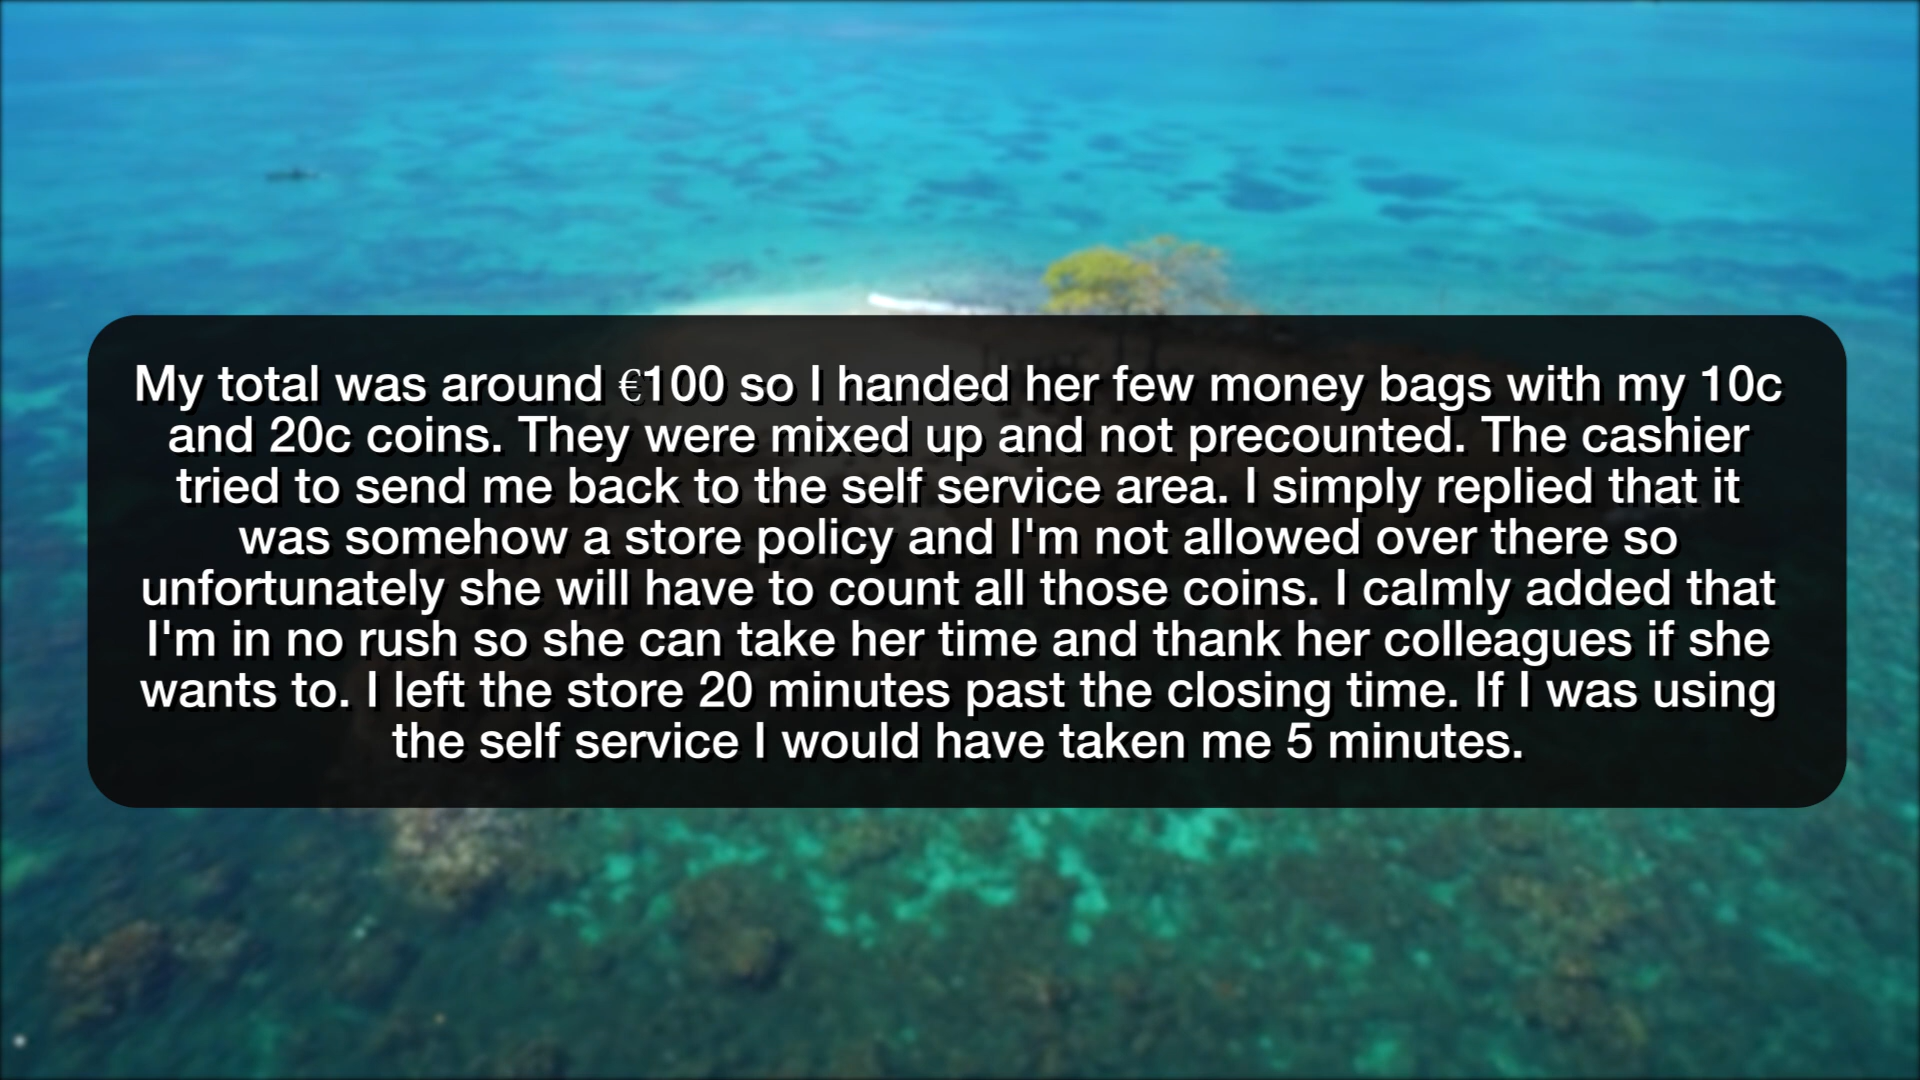 My total was around €100 so I handed her few money bags with my 10c
and 20c coins. They were mixed up and not precounted. The cashier
tried to send me back to the self service area. I simply replied that it
was somehow a store policy and I'm not allowed over there so
unfortunately she will have to count all those coins. I calmly added that
I'm in no rush so she can take her time and thank her colleagues if she
wants to. I left the store 20 minutes past the closing time. If I was using
the self service I would have taken me 5 minutes.